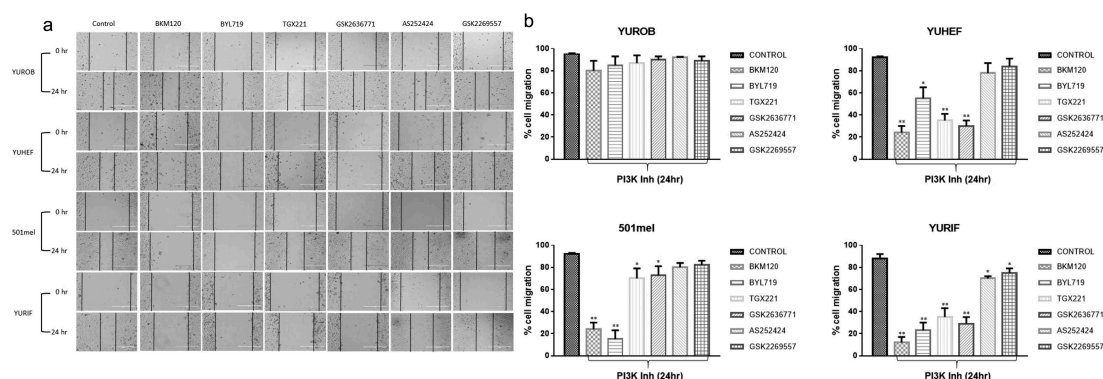 a
Control BKM120 BYL719 TGX221 GSK2636771 AS252424 GSK2269557
YUROB
0 hr
24 hr
YUHEF
0 hr
24 hr
501mel
0 hr
24 hr
YURIF
0 hr
24 hr
b
YUROB
% cell migration
100
80
60
40
20
0
PI3K Inh (24hr)
CONTROL
BKM120
BYL719
TGX221
GSK2636771
AS252424
GSK2269557
YUHEF
% cell migration
100
80
60
40
20
0
**
*
**
**
PI3K Inh (24hr)
CONTROL
BKM120
BYL719
TGX221
GSK2636771
AS252424
GSK2269557
501mel
% cell migration
100
80
60
40
20
0
**
**
*
*
PI3K Inh (24hr)
CONTROL
BKM120
BYL719
TGX221
GSK2636771
AS252424
GSK2269557
YURIF
% cell migration
100
80
60
40
20
0
**
**
**
**
*
*
PI3K Inh (24hr)
CONTROL
BKM120
BYL719
TGX221
GSK2636771
AS252424
GSK2269557